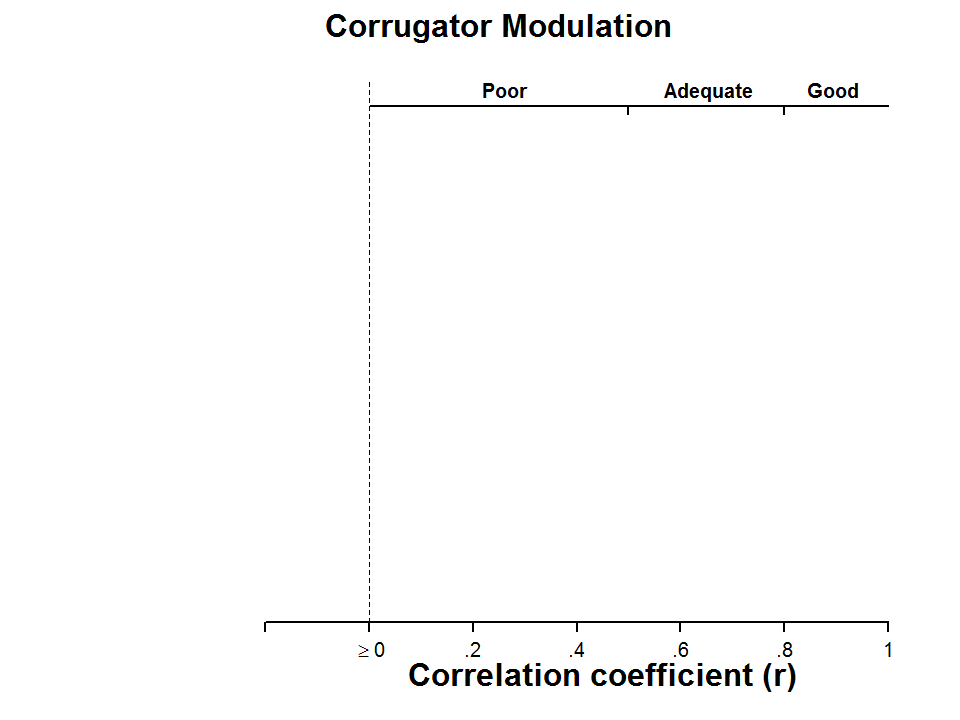 Corrugator Modulation
Poor Adequate Good
≥ 0 .2 .4 .6 .8 1
Correlation coefficient (r)